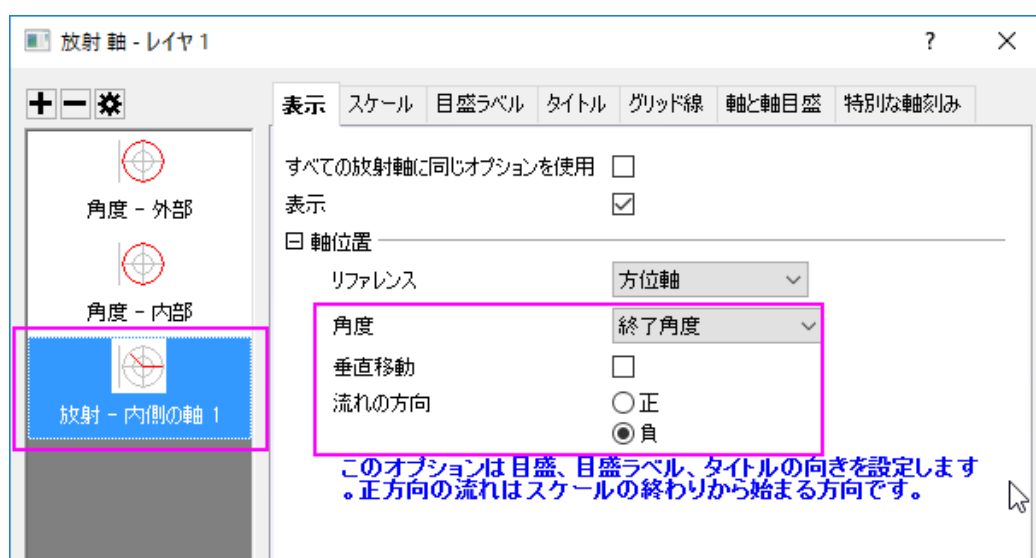 放射 軸 - レイヤ 1
?
表示 スケール 目盛ラベル タイトル グリッド線 軸と軸目盛 特別な軸刻み
角度 - 外部
角度 - 内部
放射 - 内側の軸 1
すべての放射軸に同じオプションを使用
表示
軸位置
リファレンス 方位軸
角度 終了角度
垂直移動
流れの方向 正
負
このオプションは目盛、目盛ラベル、タイトルの向きを設定します
。正方向の流れはスケールの終わりから始まる方向です。